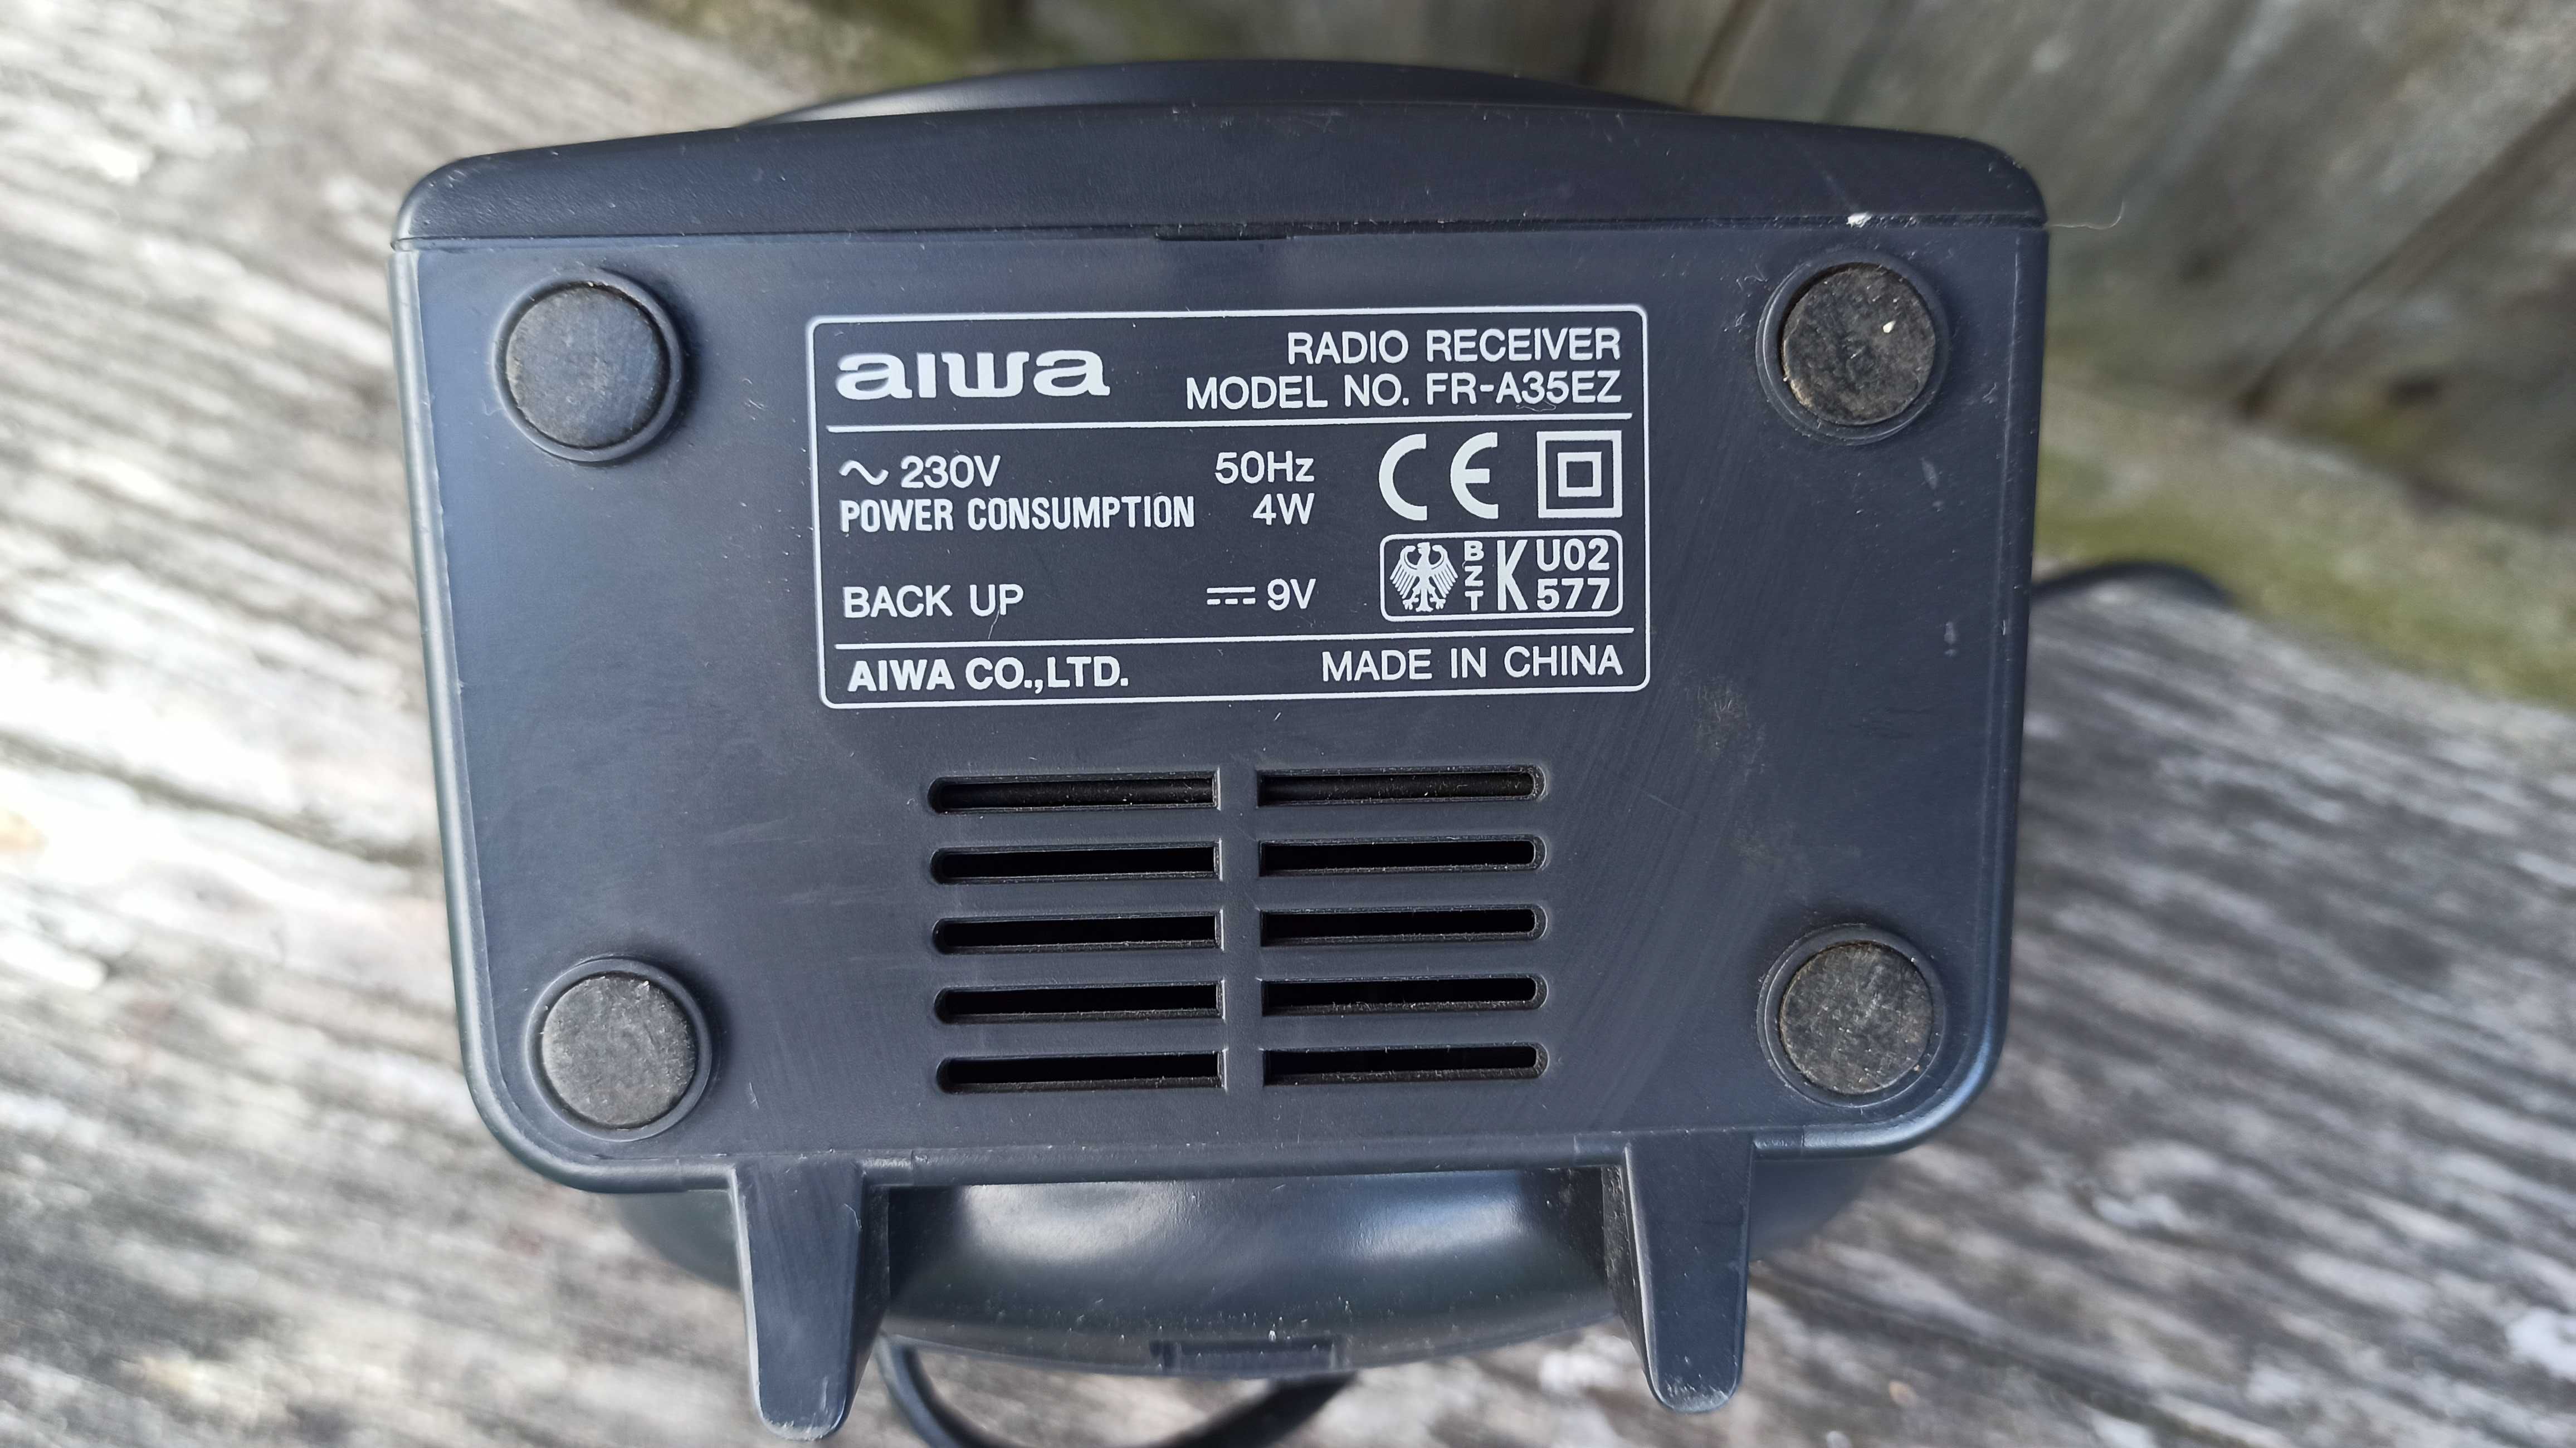 aiwa
RADIO RECEIVER
MODEL NO. FR-A35EZ
~ 230V 50Hz
POWER CONSUMPTION 4W
CE
BZT K U02 577
BACK UP ⎓ 9V
AIWA CO.,LTD. MADE IN CHINA